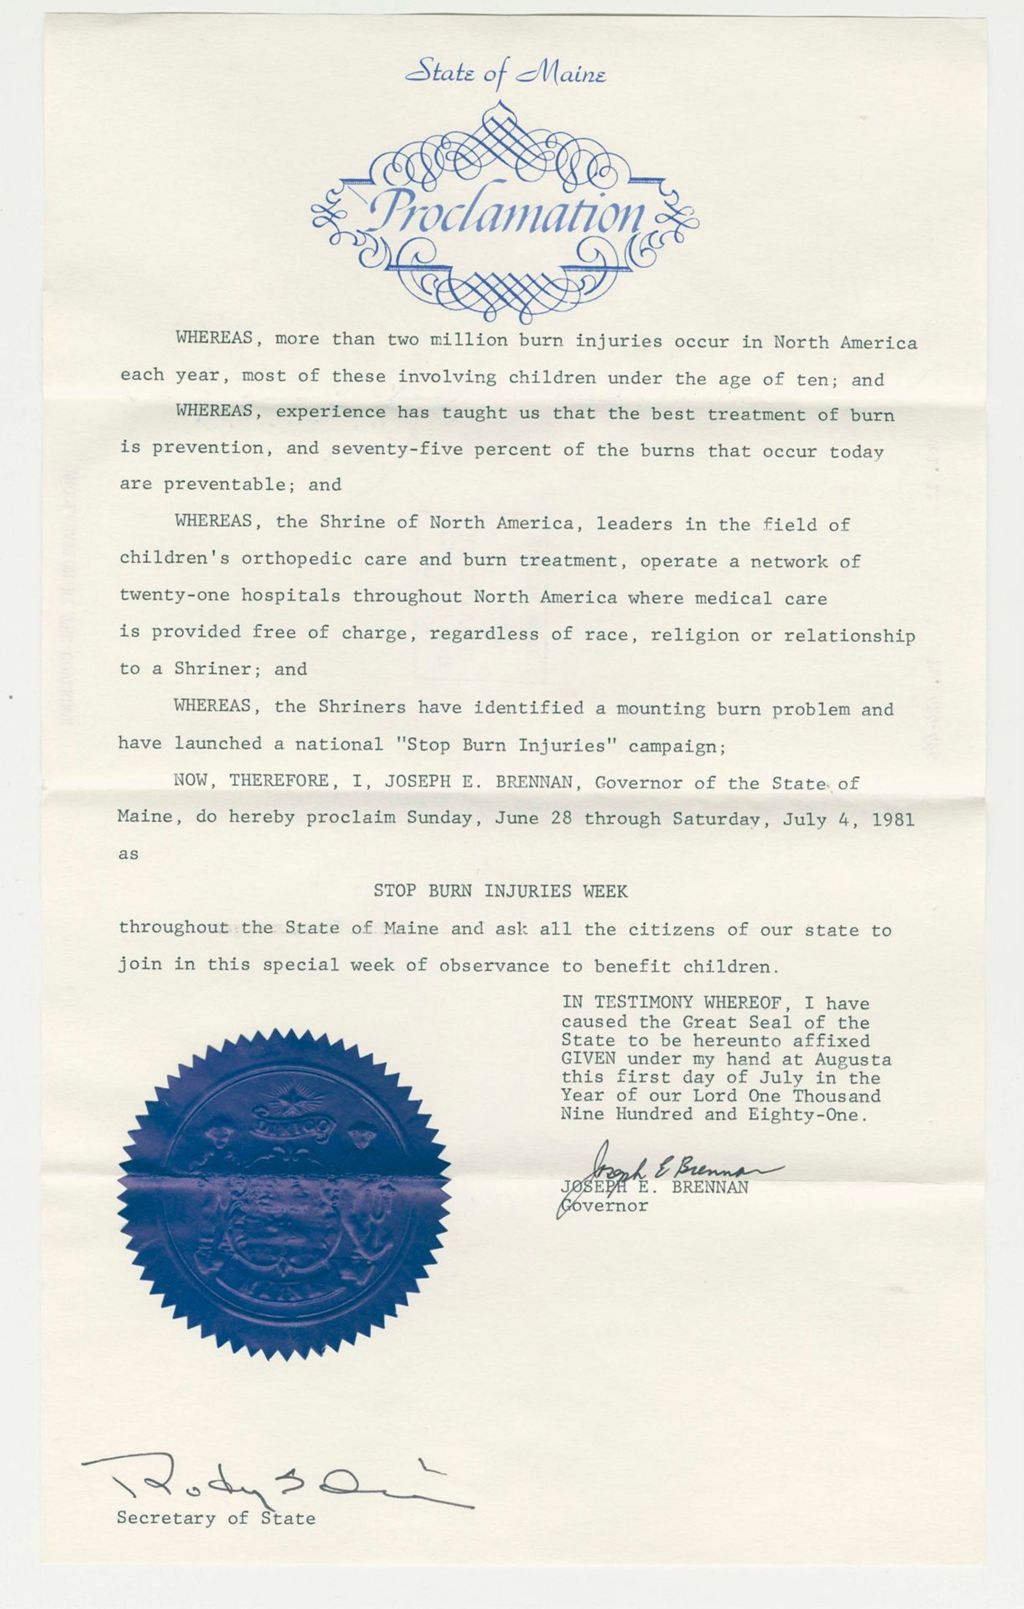 State of Maine
Proclamation
WHEREAS, more than two million burn injuries occur in North America
each year, most of these involving children under the age of ten; and
WHEREAS, experience has taught us that the best treatment of burn
is prevention, and seventy-five percent of the burns that occur today
are preventable; and
WHEREAS, the Shrine of North America, leaders in the field of
children's orthopedic care and burn treatment, operate a network of
twenty-one hospitals throughout North America where medical care
is provided free of charge, regardless of race, religion or relationship
to a Shriner; and
WHEREAS, the Shriners have identified a mounting burn problem and
have launched a national "Stop Burn Injuries" campaign;
NOW, THEREFORE, I, JOSEPH E. BRENNAN, Governor of the State of
Maine, do hereby proclaim Sunday, June 28 through Saturday, July 4, 1981
as
STOP BURN INJURIES WEEK
throughout the State of Maine and ask all the citizens of our state to
join in this special week of observance to benefit children.
IN TESTIMONY WHEREOF, I have
caused the Great Seal of the
State to be hereunto affixed
GIVEN under my hand at Augusta
this first day of July in the
Year of our Lord One Thousand
Nine Hundred and Eighty-One.
DIRIGO
MAINE
Joseph E Brennan
JOSEPH E. BRENNAN
Governor
Secretary of State